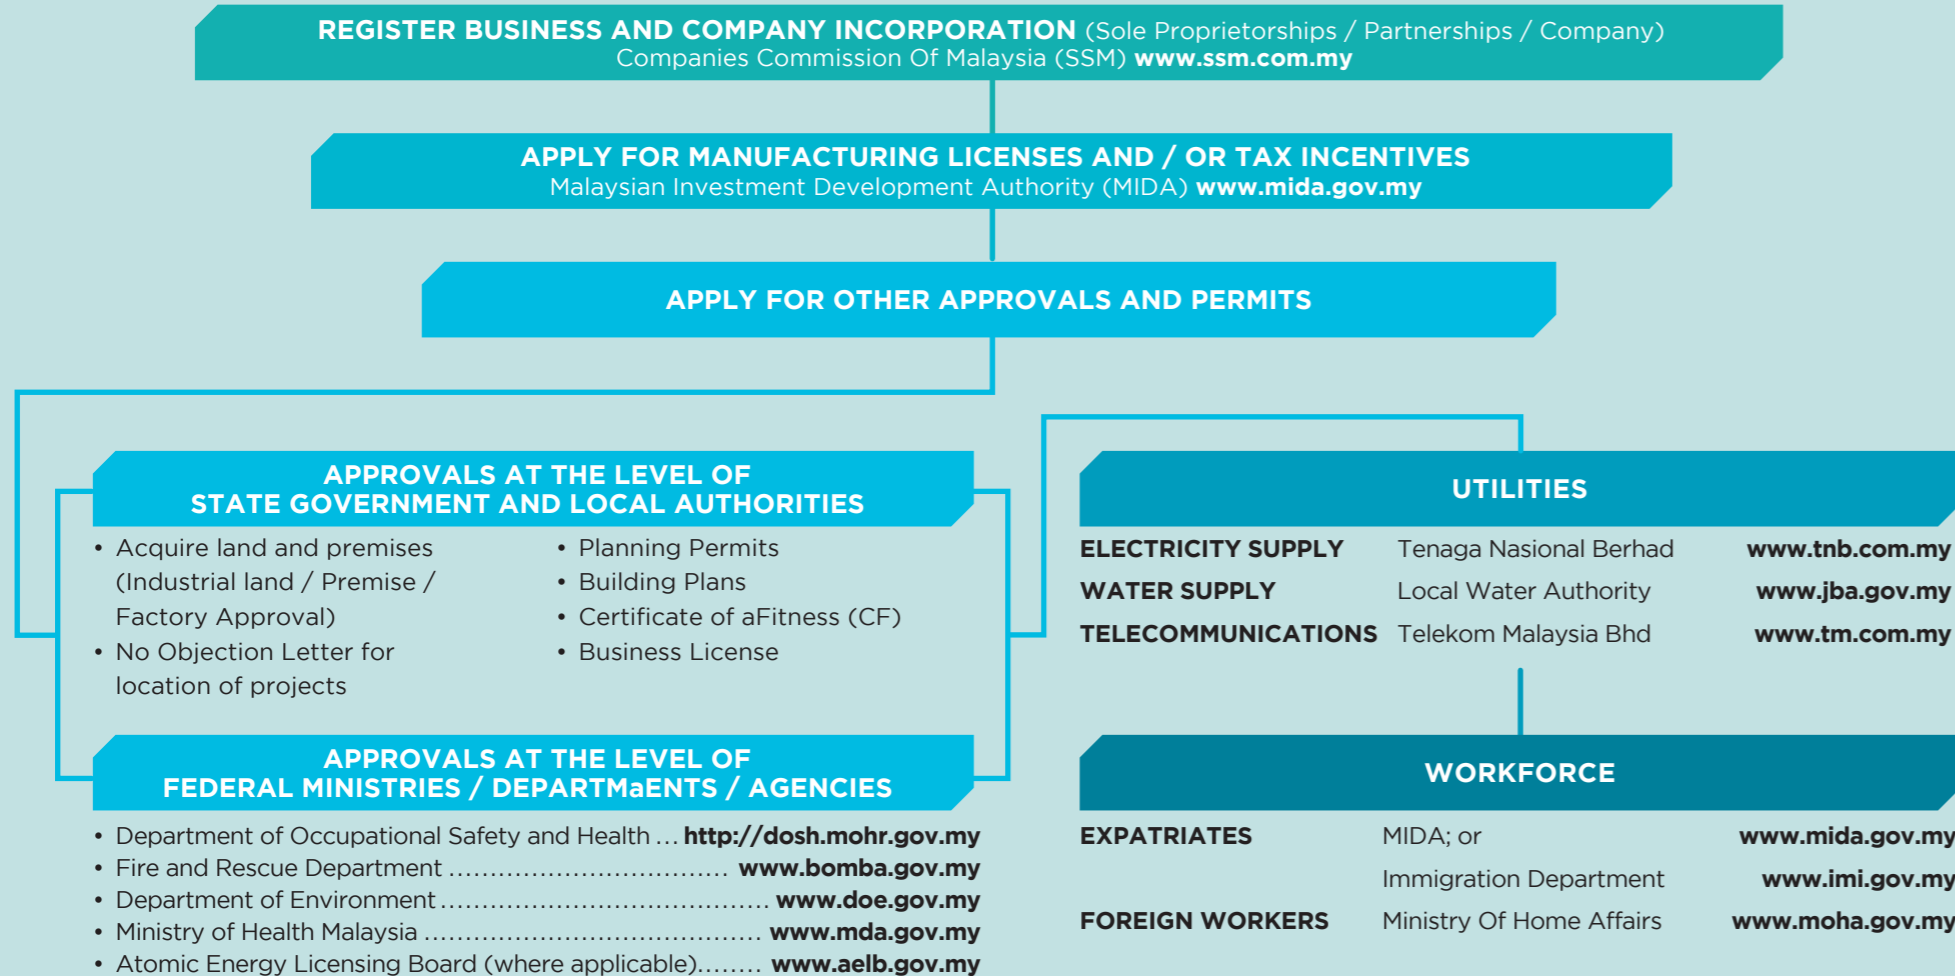 REGISTER BUSINESS AND COMPANY INCORPORATION (Sole Proprietorships / Partnerships / Company)
Companies Commission Of Malaysia (SSM) www.ssm.com.my
APPLY FOR MANUFACTURING LICENSES AND / OR TAX INCENTIVES
Malaysian Investment Development Authority (MIDA) www.mida.gov.my
APPLY FOR OTHER APPROVALS AND PERMITS
APPROVALS AT THE LEVEL OF
STATE GOVERNMENT AND LOCAL AUTHORITIES
• Acquire land and premises
(Industrial land / Premise /
Factory Approval)
• No Objection Letter for
location of projects
• Planning Permits
• Building Plans
• Certificate of aFitness (CF)
• Business License
APPROVALS AT THE LEVEL OF
FEDERAL MINISTRIES / DEPARTMaENTS / AGENCIES
• Department of Occupational Safety and Health ... http://dosh.mohr.gov.my
• Fire and Rescue Department .................................. www.bomba.gov.my
• Department of Environment........................................ www.doe.gov.my
• Ministry of Health Malaysia ......................................... www.mda.gov.my
• Atomic Energy Licensing Board (where applicable)........ www.aelb.gov.my
UTILITIES
ELECTRICITY SUPPLY Tenaga Nasional Berhad www.tnb.com.my
WATER SUPPLY Local Water Authority www.jba.gov.my
TELECOMMUNICATIONS Telekom Malaysia Bhd www.tm.com.my
WORKFORCE
EXPATRIATES MIDA; or www.mida.gov.my
Immigration Department www.imi.gov.my
FOREIGN WORKERS Ministry Of Home Affairs www.moha.gov.my